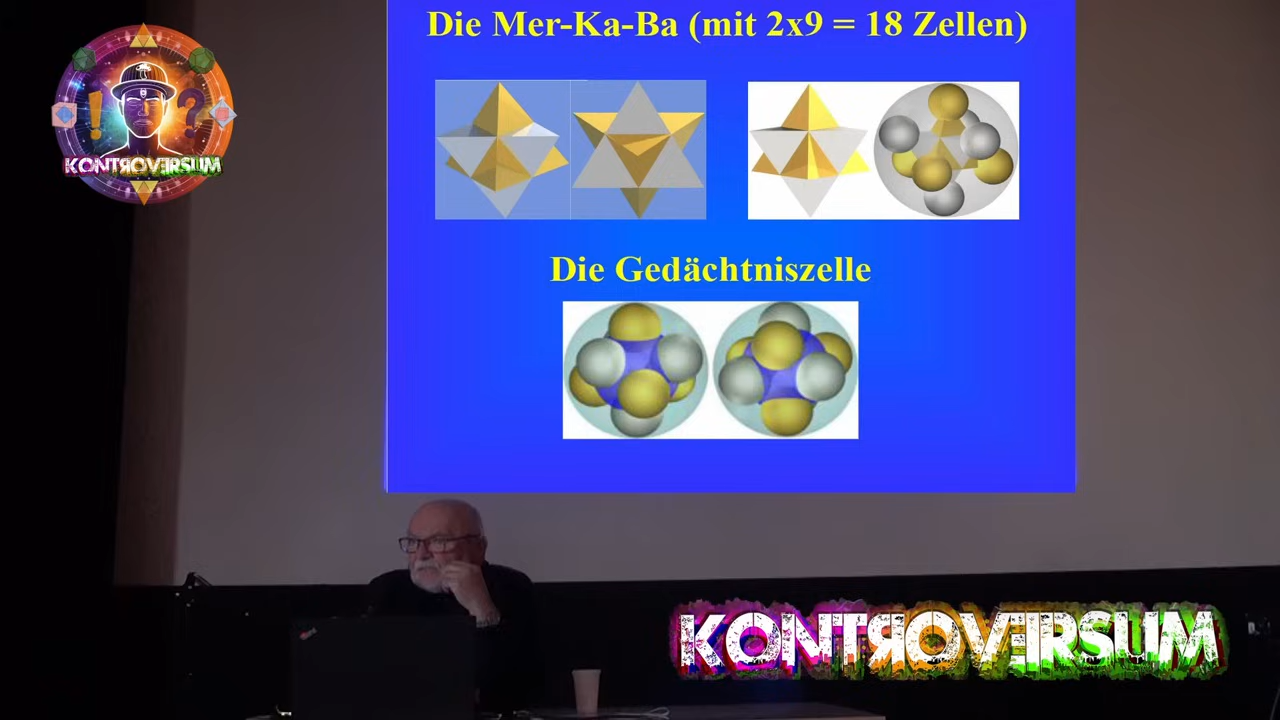 Die Mer-Ka-Ba (mit 2x9 = 18 Zellen)
! ?
KONTROVERSUM
Die Gedächtniszelle
KONTROVERSUM